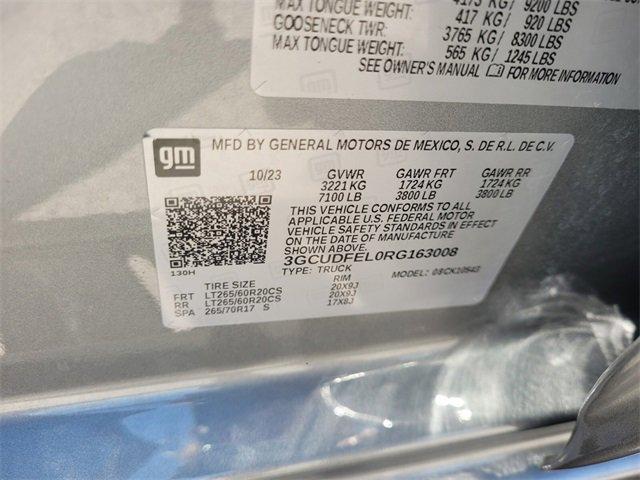 4173 KG/ 9200 LBS
MAX TONGUE WEIGHT: 417 KG / 920 LBS
GOOSENECK TWR: 3765 KG/ 8300 LBS
MAX TONGUE WEIGHT: 565 KG / 1245 LBS
SEE OWNER'S MANUAL FOR MORE INFORMATION
gm
MFD BY GENERAL MOTORS DE MEXICO, S. DE R.L. DE C.V.
10/23 GVWR GAWR FRT GAWR RR
3221 KG 1724 KG 1724 KG
7100 LB 3800 LB 3800 LB
THIS VEHICLE CONFORMS TO ALL
APPLICABLE U.S. FEDERAL MOTOR
VEHICLE SAFETY STANDARDS IN EFFECT
ON THE DATE OF MANUFACTURE
SHOWN ABOVE.
3GCUDFEL0RG163008
130H TYPE: TRUCK MODEL: 08CK10543
TIRE SIZE RIM
FRT LT265/60R20CS 20X9J
RR LT265/60R20CS 20X9J
SPA 265/70R17 S 17X8J